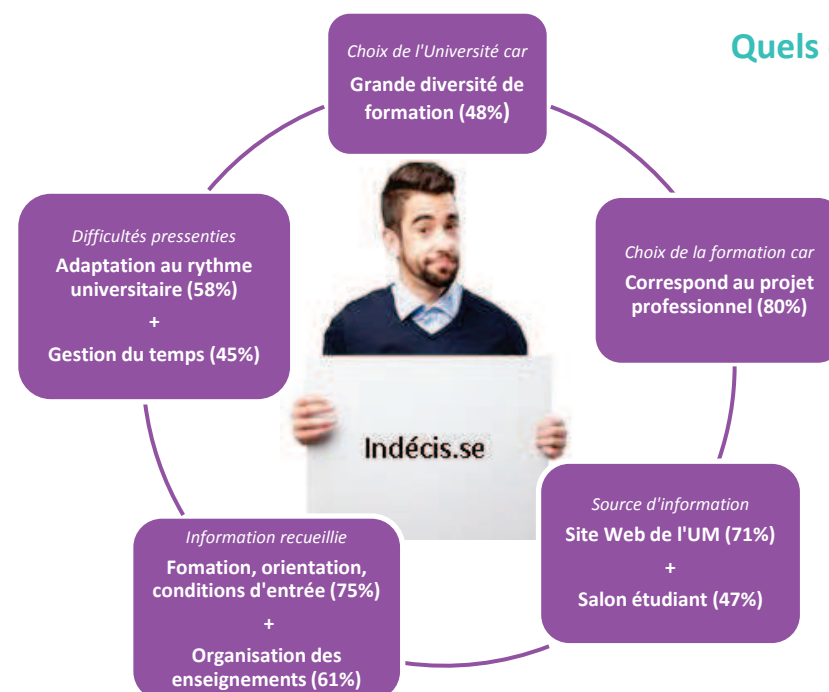 Quels
Choix de l'Université car
Grande diversité de
formation (48%)
Choix de la formation car
Correspond au projet
professionnel (80%)
Source d'information
Site Web de l'UM (71%)
+
Salon étudiant (47%)
Information recueillie
Fomation, orientation,
conditions d'entrée (75%)
+
Organisation des
enseignements (61%)
Difficultés pressenties
Adaptation au rythme
universitaire (58%)
+
Gestion du temps (45%)
Indécis.se